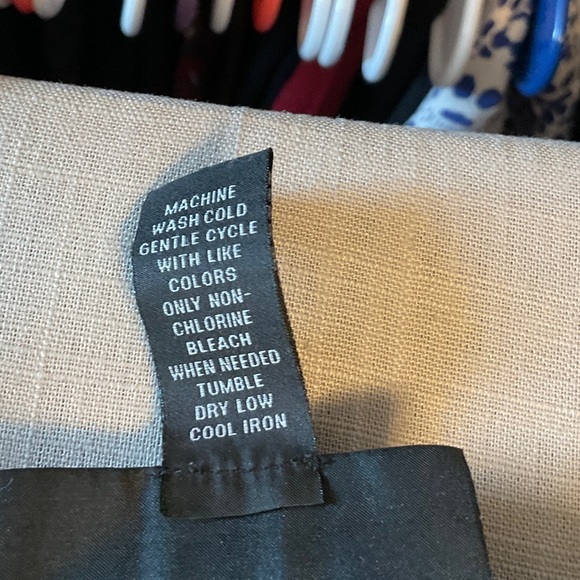 MACHINE
WASH COLD
GENTLE CYCLE
WITH LIKE
COLORS
ONLY NON-
CHLORINE
BLEACH
WHEN NEEDED
TUMBLE
DRY LOW
COOL IRON